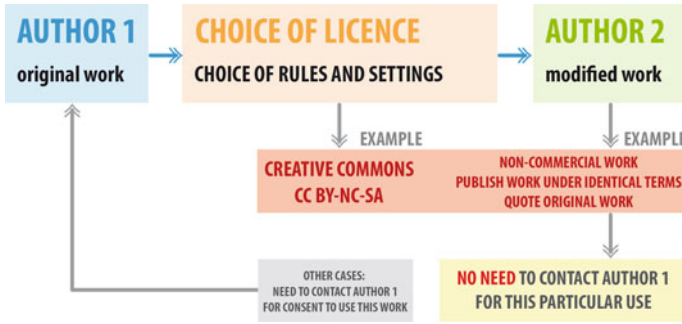 AUTHOR 1
original work
CHOICE OF LICENCE
CHOICE OF RULES AND SETTINGS
AUTHOR 2
modified work
EXAMPLE
EXAMPLE
CREATIVE COMMONS
CC BY-NC-SA
NON-COMMERCIAL WORK
PUBLISH WORK UNDER IDENTICAL TERMS
QUOTE ORIGINAL WORK
OTHER CASES:
NEED TO CONTACT AUTHOR 1
FOR CONSENT TO USE THIS WORK
NO NEED TO CONTACT AUTHOR 1
FOR THIS PARTICULAR USE